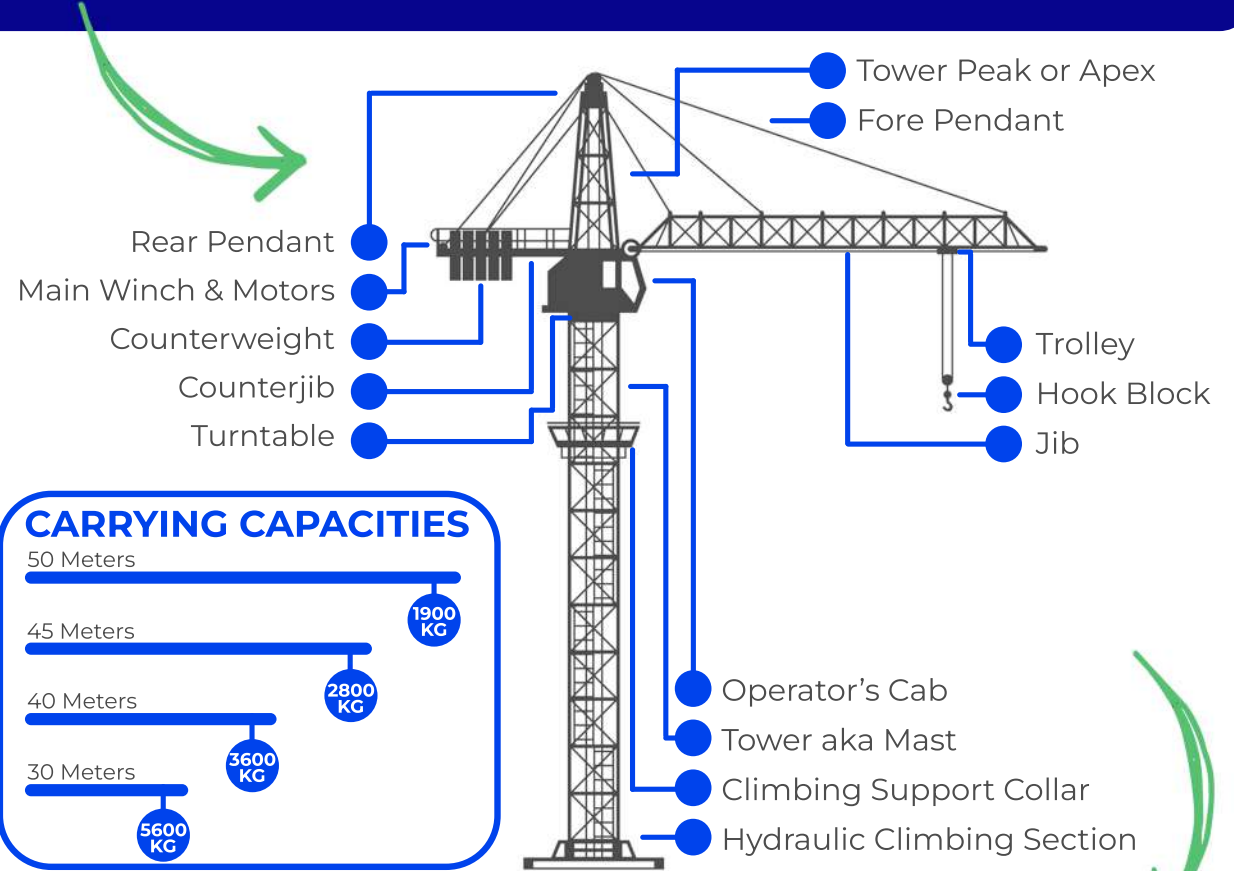 Tower Peak or Apex
Fore Pendant
Rear Pendant
Main Winch & Motors
Counterweight
Counterjib
Turntable
Trolley
Hook Block
Jib
CARRYING CAPACITIES
50 Meters
1900
KG
45 Meters
2800
KG
40 Meters
3600
KG
30 Meters
5600
KG
Operator’s Cab
Tower aka Mast
Climbing Support Collar
Hydraulic Climbing Section